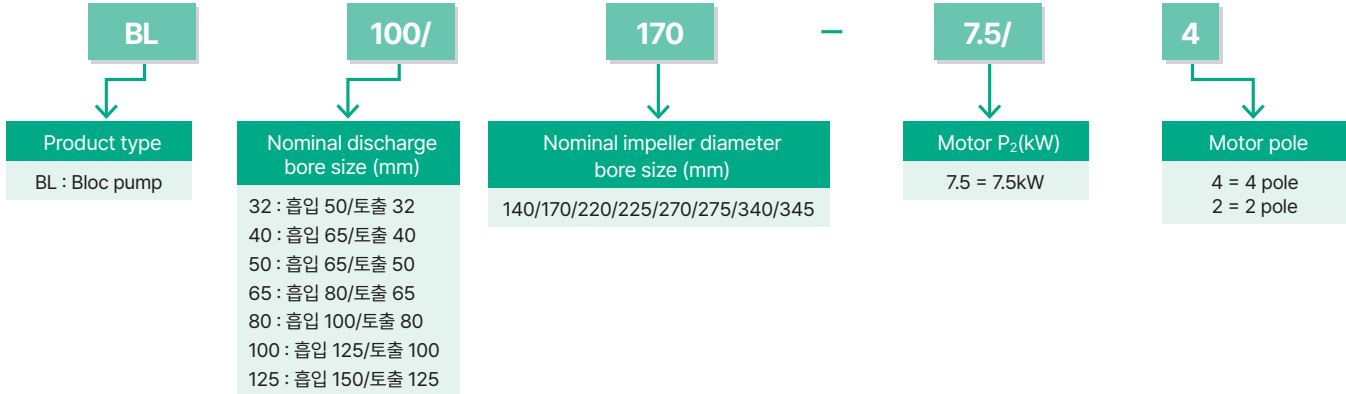 BL 100/ 170 – 7.5/ 4
Product type
BL : Bloc pump
Nominal discharge
bore size (mm)
32 : 흡입 50/토출 32
40 : 흡입 65/토출 40
50 : 흡입 65/토출 50
65 : 흡입 80/토출 65
80 : 흡입 100/토출 80
100 : 흡입 125/토출 100
125 : 흡입 150/토출 125
Nominal impeller diameter
bore size (mm)
140/170/220/225/270/275/340/345
Motor P₂(kW)
7.5 = 7.5kW
Motor pole
4 = 4 pole
2 = 2 pole